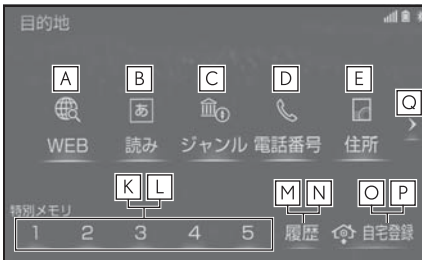 目的地
A B C D E
あ
Q
WEB 読み ジャンル 電話番号 住所
K L M N O P
特別メモリ
1 2 3 4 5 履歴 自宅登録